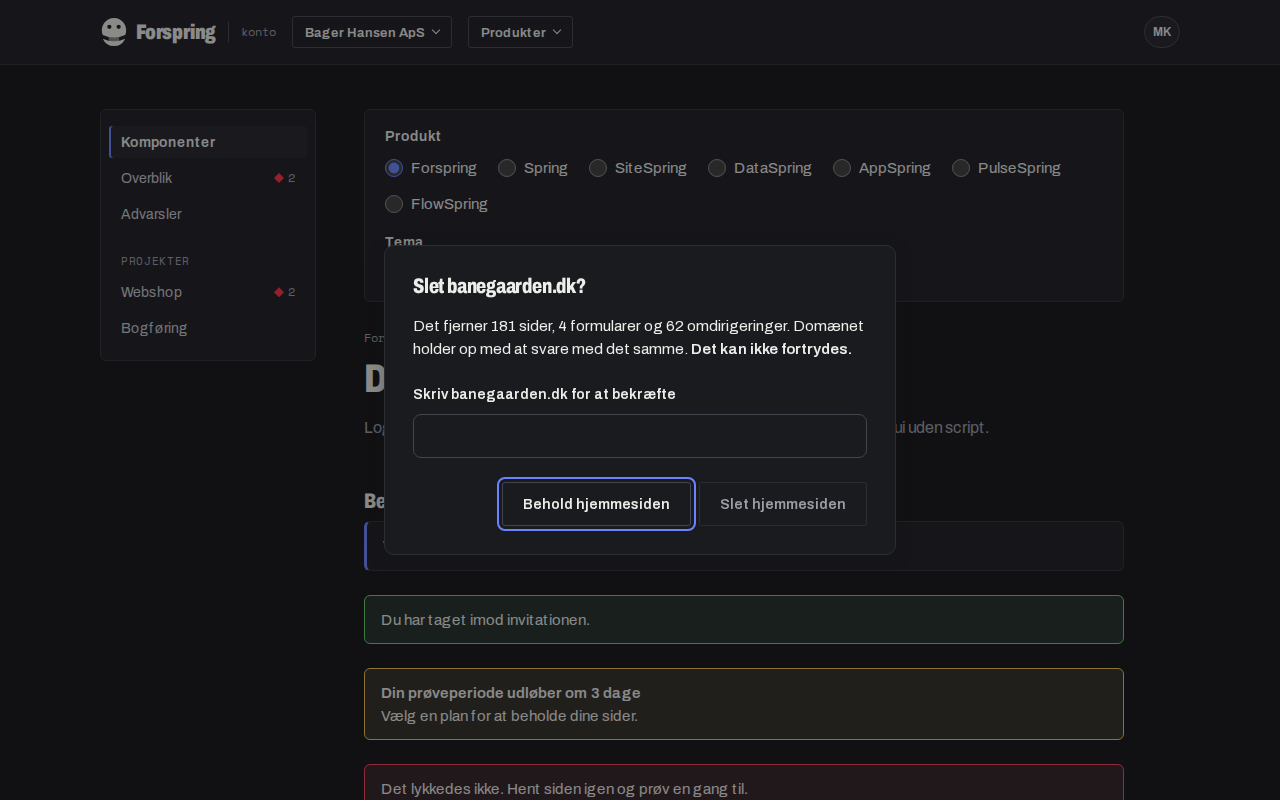 Forspring
konto
Bager Hansen ApS
Produkter
MK
Komponenter
Overblik
2
Advarsler
PROJEKTER
Webshop
2
Bogføring
Produkt
Forspring
Spring
SiteSpring
DataSpring
AppSpring
PulseSpring
FlowSpring
Tema
Slet banegaarden.dk?
Det fjerner 181 sider, 4 formularer og 62 omdirigeringer. Domænet
holder op med at svare med det samme. Det kan ikke fortrydes.
Skriv banegaarden.dk for at bekræfte
Behold hjemmesiden
Slet hjemmesiden
uden script.
Du har taget imod invitationen.
Din prøveperiode udløber om 3 dage
Vælg en plan for at beholde dine sider.
Det lykkedes ikke. Hent siden igen og prøv en gang til.